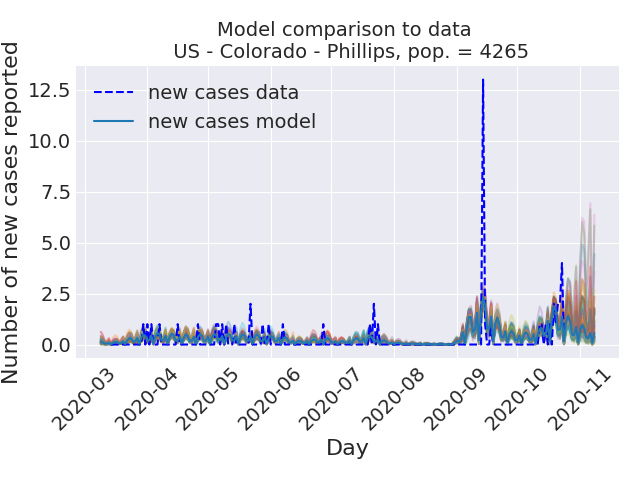 Model comparison to data
US - Colorado - Phillips, pop. = 4265
Number of new cases reported
12.5
10.0
7.5
5.0
2.5
0.0
new cases data
new cases model
2020-03
2020-04
2020-05
2020-06
2020-07
2020-08
2020-09
2020-10
2020-11
Day